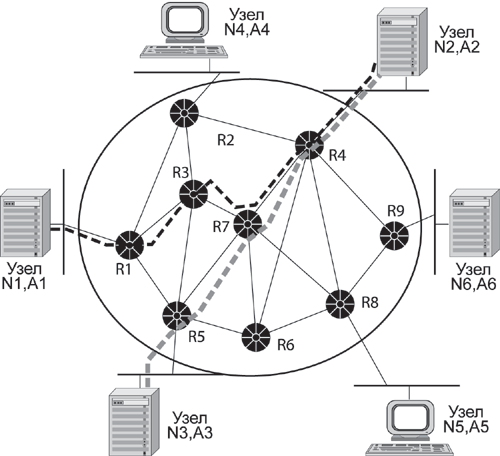 Узел
N4,A4
Узел
N2,A2
R2
R4
R3
R7
R9
R1
Узел
N1,A1
Узел
N6,A6
R8
R5
R6
Узел
N3,A3
Узел
N5,A5